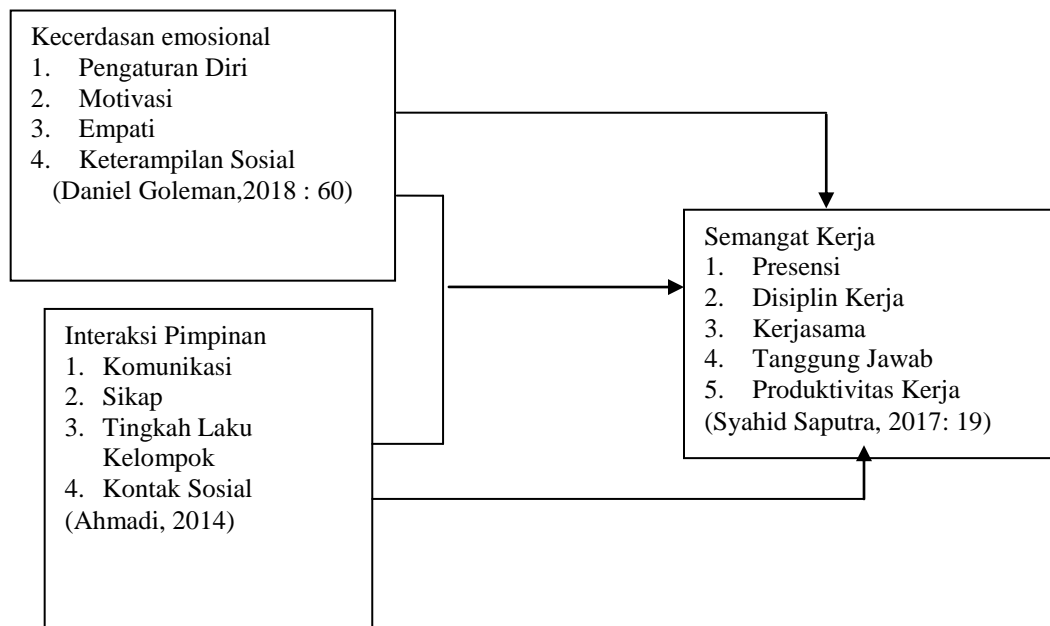 Kecerdasan emosional
1. Pengaturan Diri
2. Motivasi
3. Empati
4. Keterampilan Sosial
(Daniel Goleman,2018 : 60)
Interaksi Pimpinan
1. Komunikasi
2. Sikap
3. Tingkah Laku
Kelompok
4. Kontak Sosial
(Ahmadi, 2014)
Semangat Kerja
1. Presensi
2. Disiplin Kerja
3. Kerjasama
4. Tanggung Jawab
5. Produktivitas Kerja
(Syahid Saputra, 2017: 19)